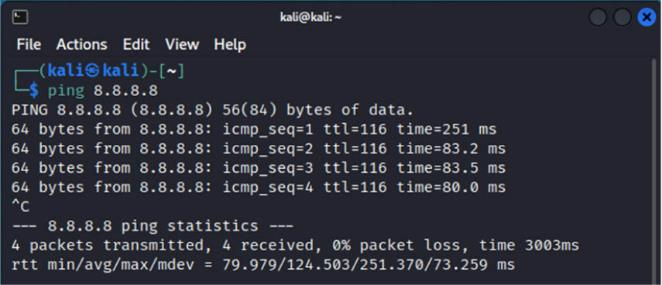 kali@kali: ~
File Actions Edit View Help
┌──(kali㉿kali)-[~]
└─$ ping 8.8.8.8
PING 8.8.8.8 (8.8.8.8) 56(84) bytes of data.
64 bytes from 8.8.8.8: icmp_seq=1 ttl=116 time=251 ms
64 bytes from 8.8.8.8: icmp_seq=2 ttl=116 time=83.2 ms
64 bytes from 8.8.8.8: icmp_seq=3 ttl=116 time=83.5 ms
64 bytes from 8.8.8.8: icmp_seq=4 ttl=116 time=80.0 ms
^C
--- 8.8.8.8 ping statistics ---
4 packets transmitted, 4 received, 0% packet loss, time 3003ms
rtt min/avg/max/mdev = 79.979/124.503/251.370/73.259 ms